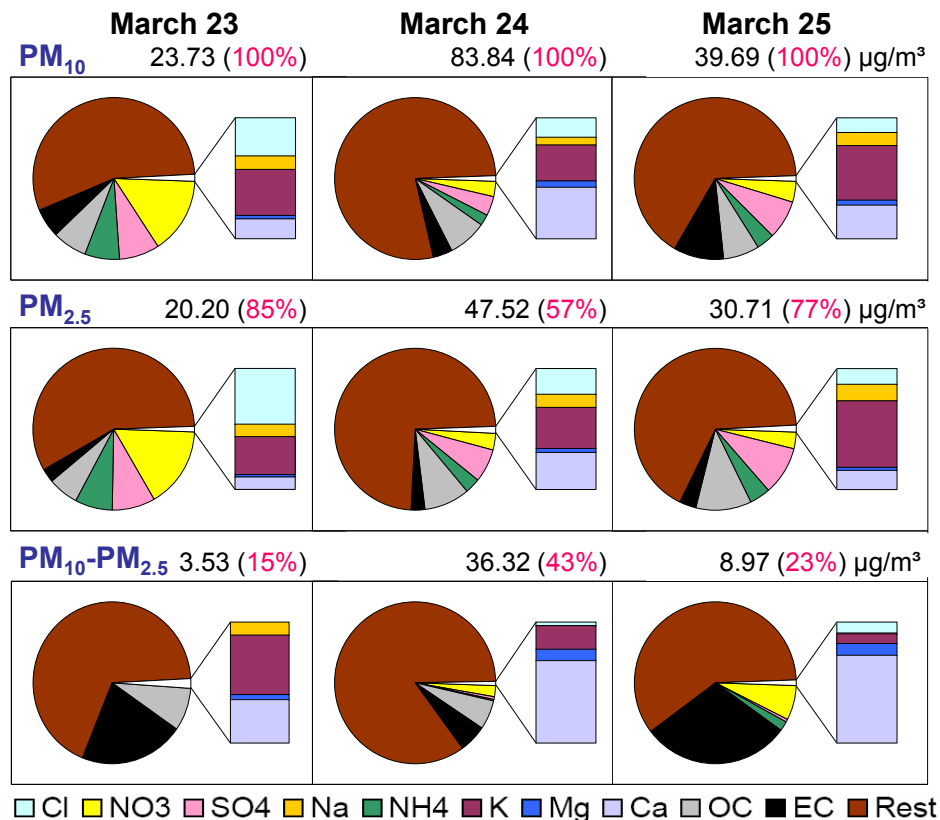 March 23 March 24 March 25
PM₁₀ 23.73 (100%) 83.84 (100%) 39.69 (100%) µg/m³
PM₂.₅ 20.20 (85%) 47.52 (57%) 30.71 (77%) µg/m³
PM₁₀-PM₂.₅ 3.53 (15%) 36.32 (43%) 8.97 (23%) µg/m³
Cl NO3 SO4 Na NH4 K Mg Ca OC EC Rest